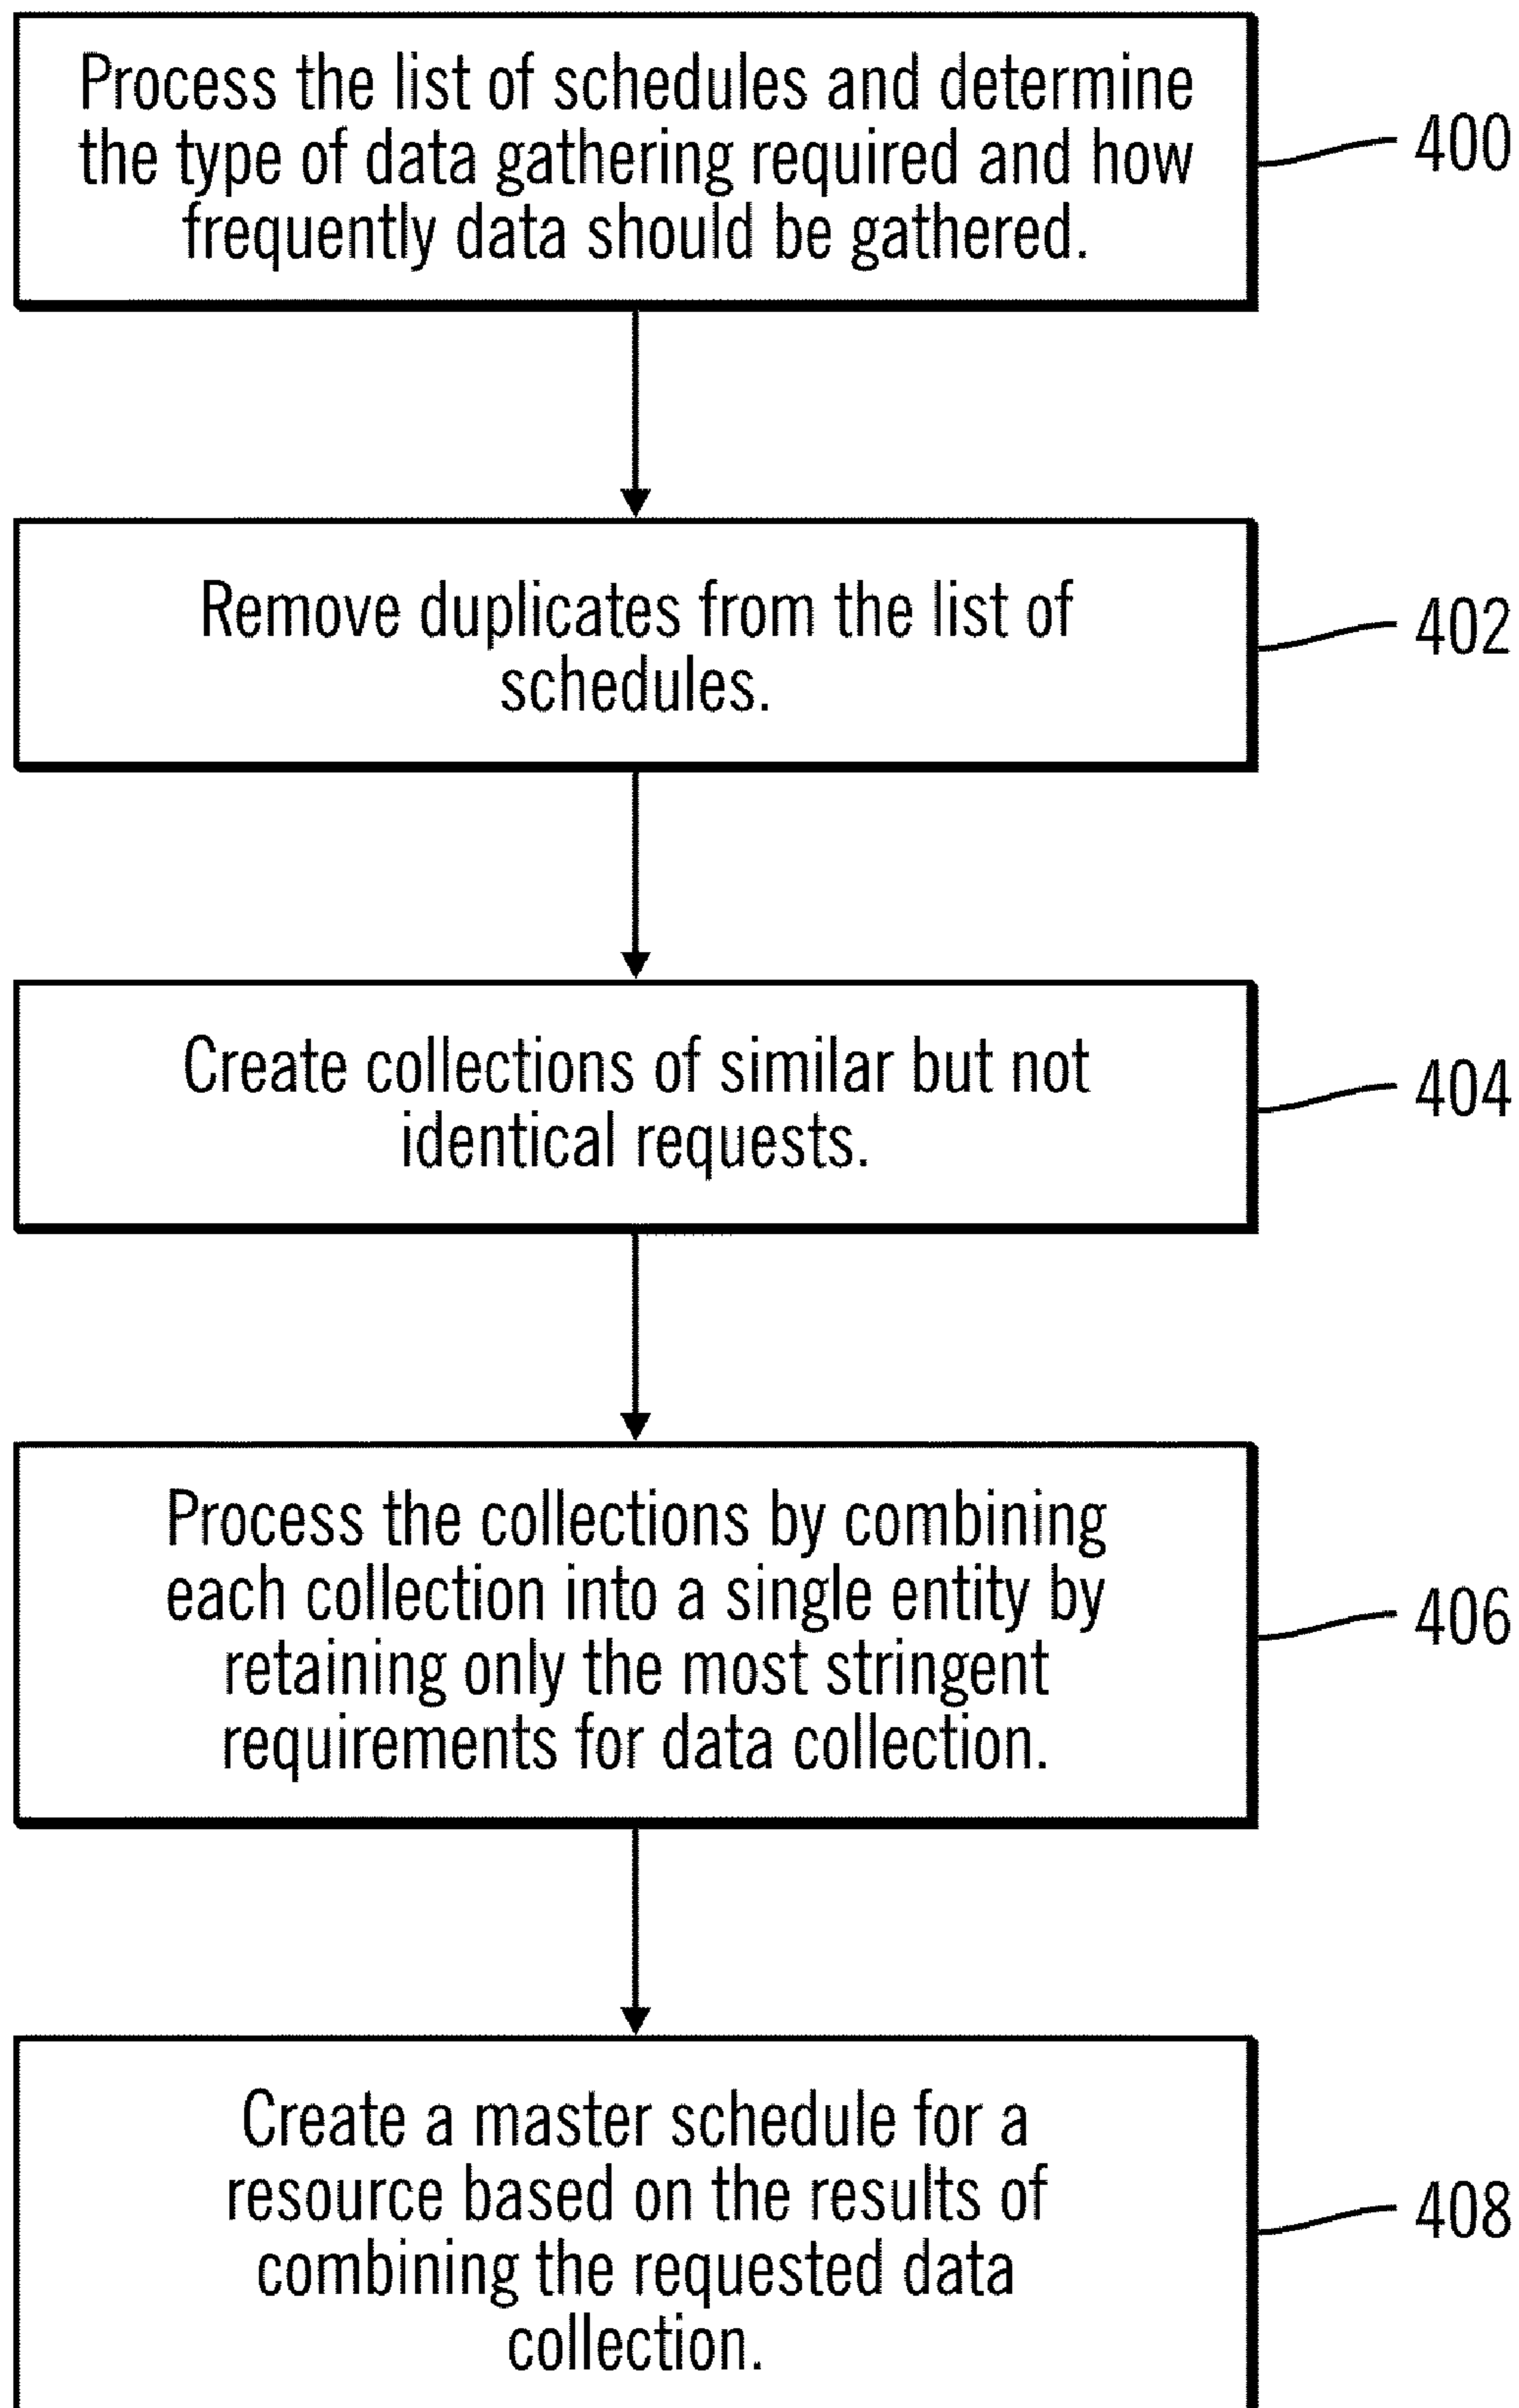 Process the list of schedules and determine
the type of data gathering required and how
frequently data should be gathered.
400
Remove duplicates from the list of
schedules.
402
Create collections of similar but not
identical requests.
404
Process the collections by combining
each collection into a single entity by
retaining only the most stringent
requirements for data collection.
406
Create a master schedule for a
resource based on the results of
combining the requested data
collection.
408